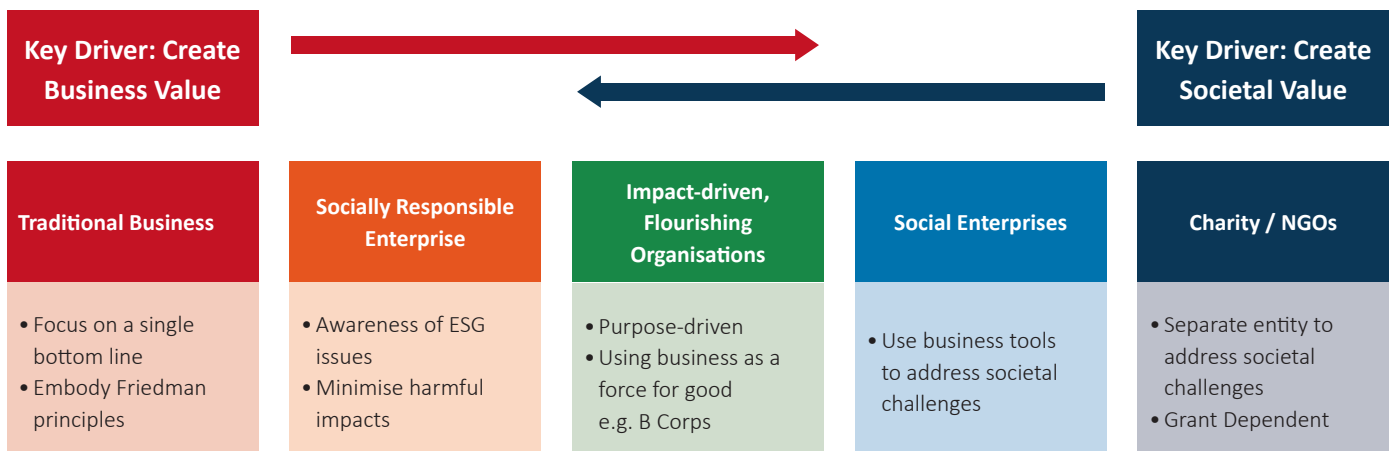 Key Driver: Create
Business Value
Key Driver: Create
Societal Value
Traditional Business
Socially Responsible
Enterprise
Impact-driven,
Flourishing
Organisations
Social Enterprises
Charity / NGOs
• Focus on a single
bottom line
• Embody Friedman
principles
• Awareness of ESG
issues
• Minimise harmful
impacts
• Purpose-driven
• Using business as a
force for good
e.g. B Corps
• Use business tools
to address societal
challenges
• Separate entity to
address societal
challenges
• Grant Dependent